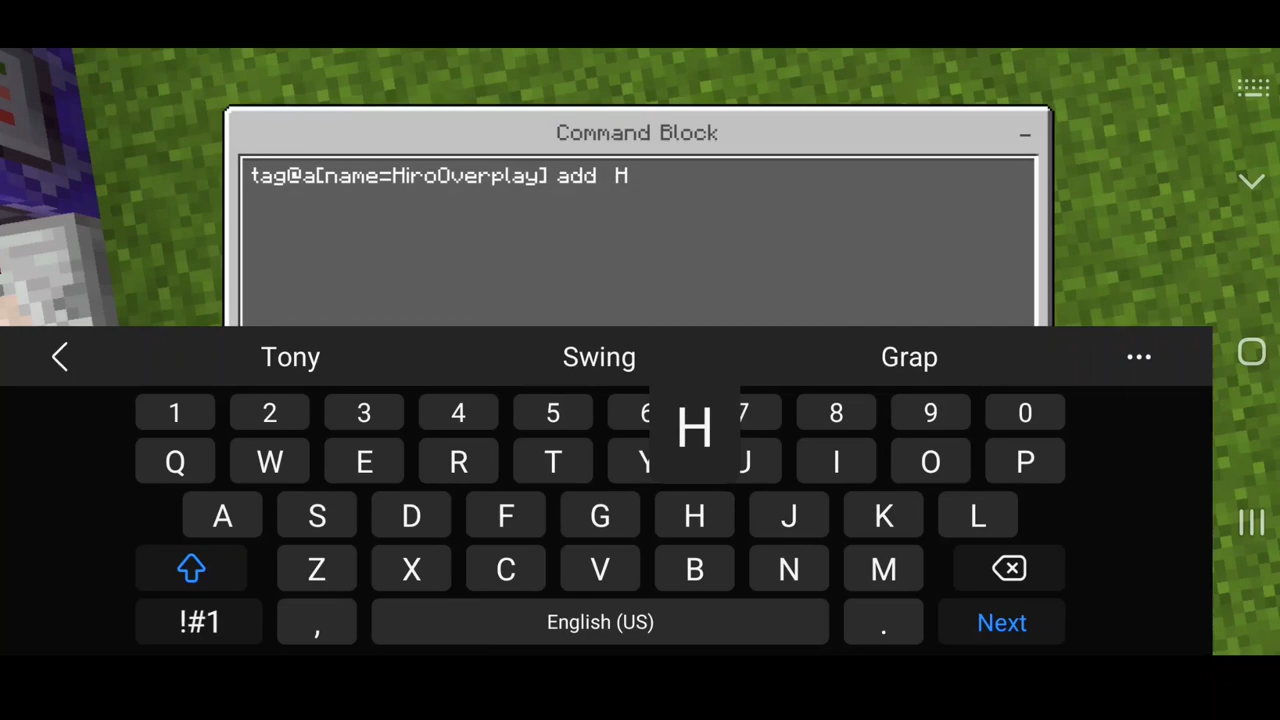 Command Block
tag@a[name=HiroOverplay] add  H
Tony Swing Grap
1 2 3 4 5 6 7 8 9 0
H
Q W E R T Y U I O P
A S D F G H J K L
Z X C V B N M
!#1 , English (US) . Next